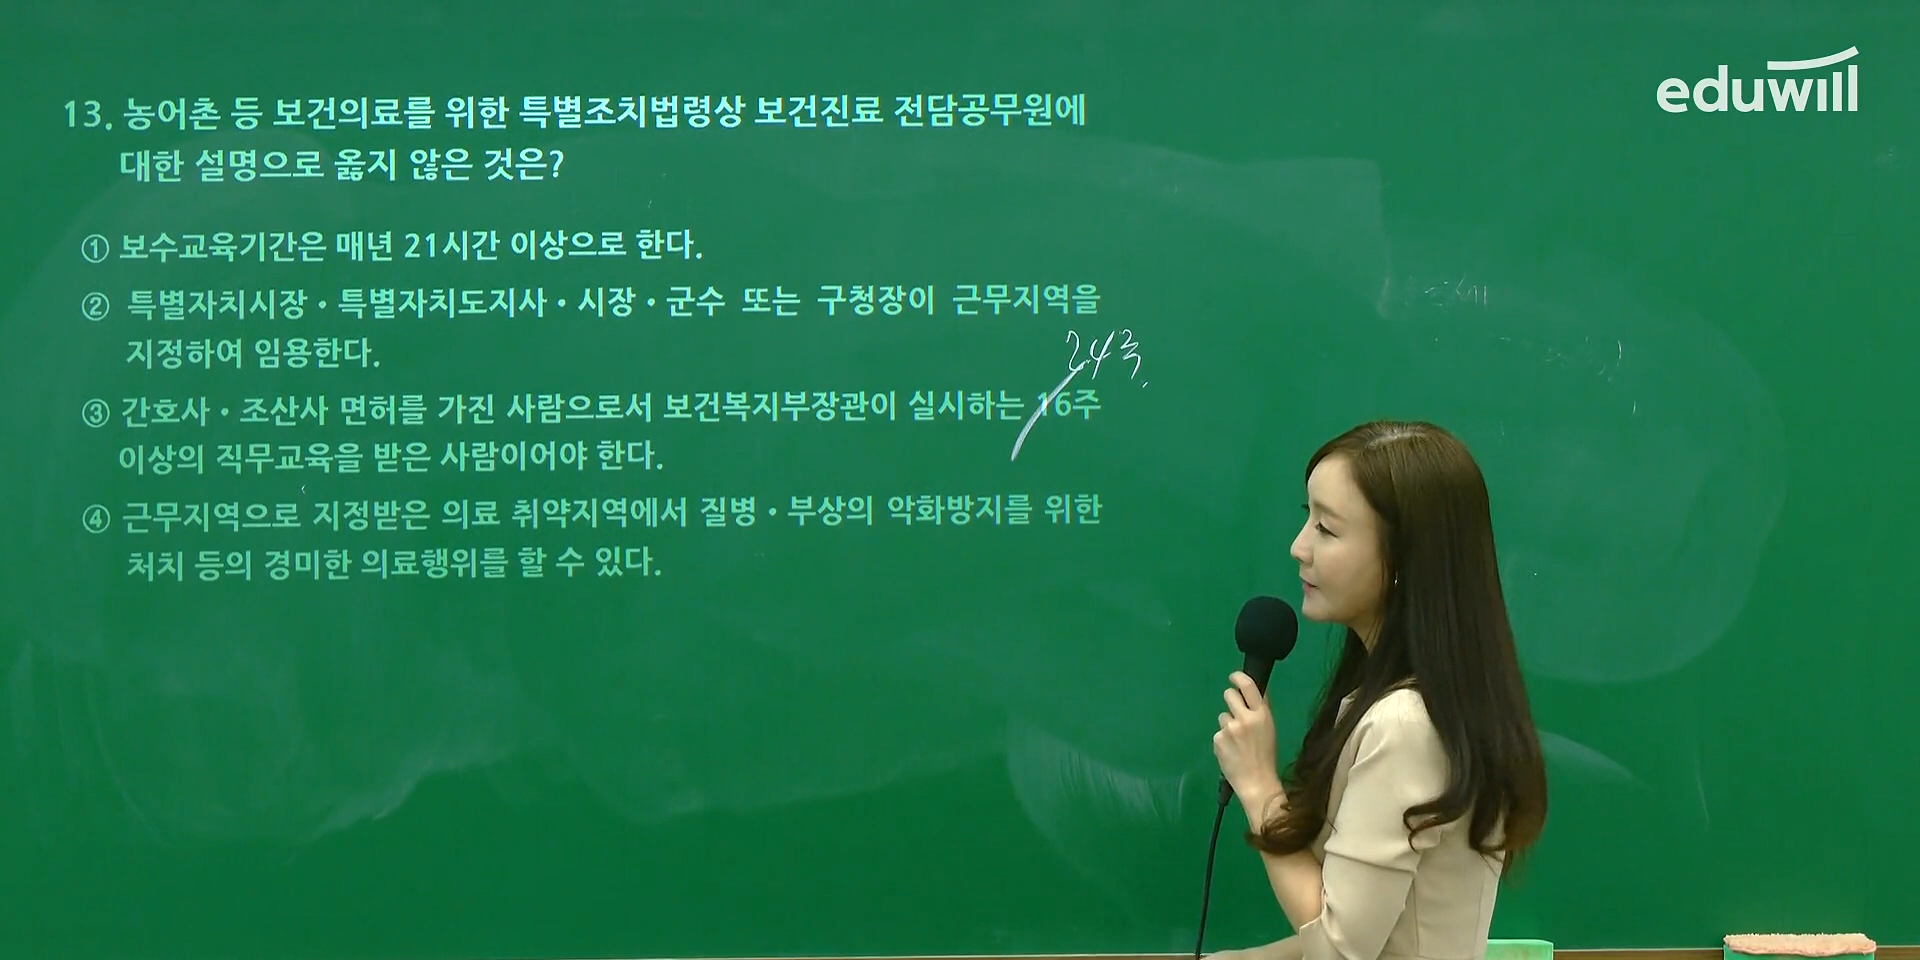 eduwill
13. 농어촌 등 보건의료를 위한 특별조치법령상 보건진료 전담공무원에
대한 설명으로 옳지 않은 것은?
① 보수교육기간은 매년 21시간 이상으로 한다.
② 특별자치시장・특별자치도지사・시장・군수 또는 구청장이 근무지역을
지정하여 임용한다.
24주
③ 간호사・조산사 면허를 가진 사람으로서 보건복지부장관이 실시하는 16주
이상의 직무교육을 받은 사람이어야 한다.
④ 근무지역으로 지정받은 의료 취약지역에서 질병・부상의 악화방지를 위한
처치 등의 경미한 의료행위를 할 수 있다.